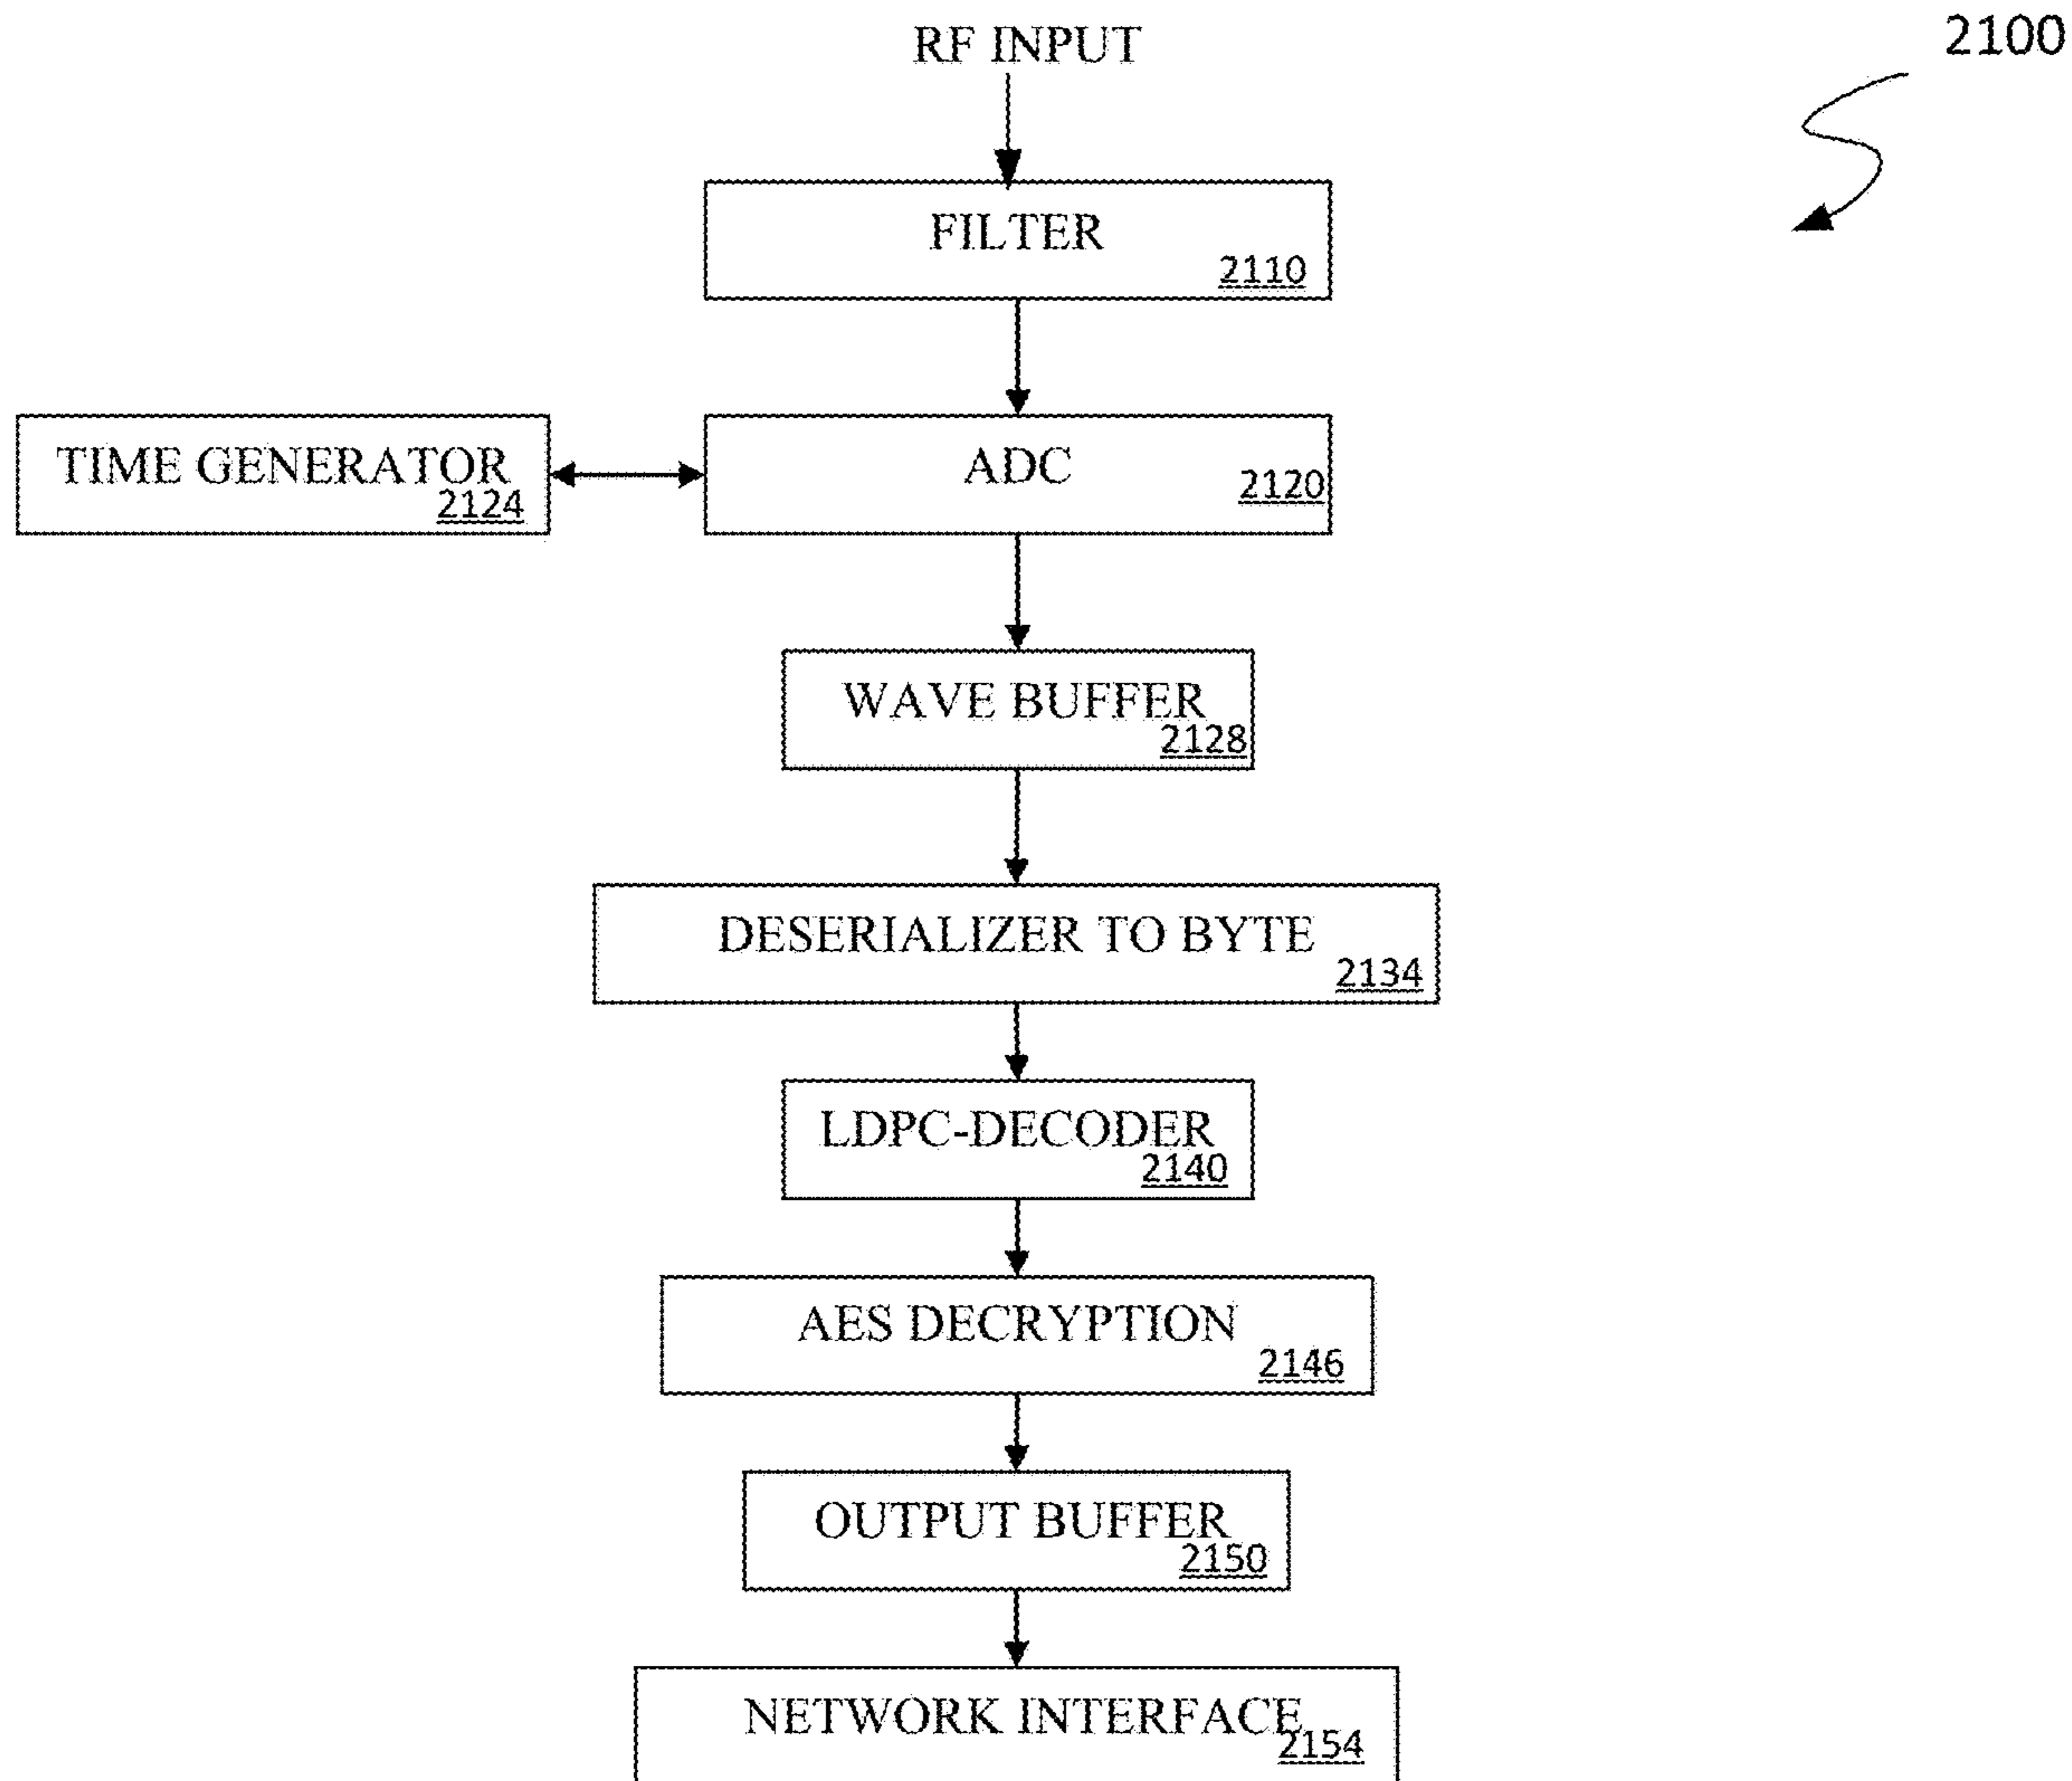 RF INPUT
2100
FILTER
2110
TIME GENERATOR
2124
ADC
2120
WAVE BUFFER
2128
DESERIALIZER TO BYTE
2134
LDPC-DECODER
2140
AES DECRYPTION
2146
OUTPUT BUFFER
2150
NETWORK INTERFACE
2154